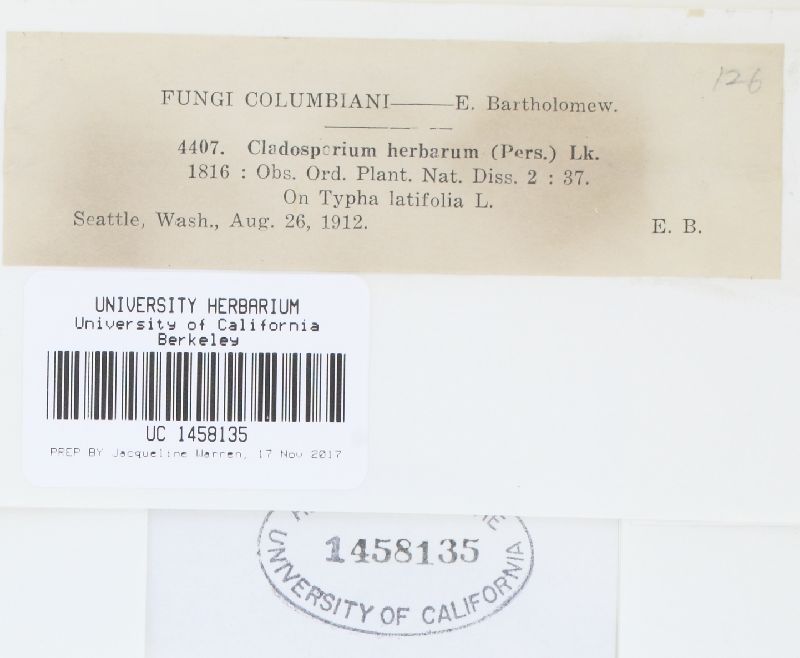 126
FUNGI COLUMBIANI——E. Bartholomew.
4407. Cladosporium herbarum (Pers.) Lk.
1816 : Obs. Ord. Plant. Nat. Diss. 2 : 37.
On Typha latifolia L.
Seattle, Wash., Aug. 26, 1912. E. B.
UNIVERSITY HERBARIUM
University of California
Berkeley
UC 1458135
PREP BY Jacqueline Warren, 17 Nov 2017
1458135
UNIVERSITY OF CALIFORNIA